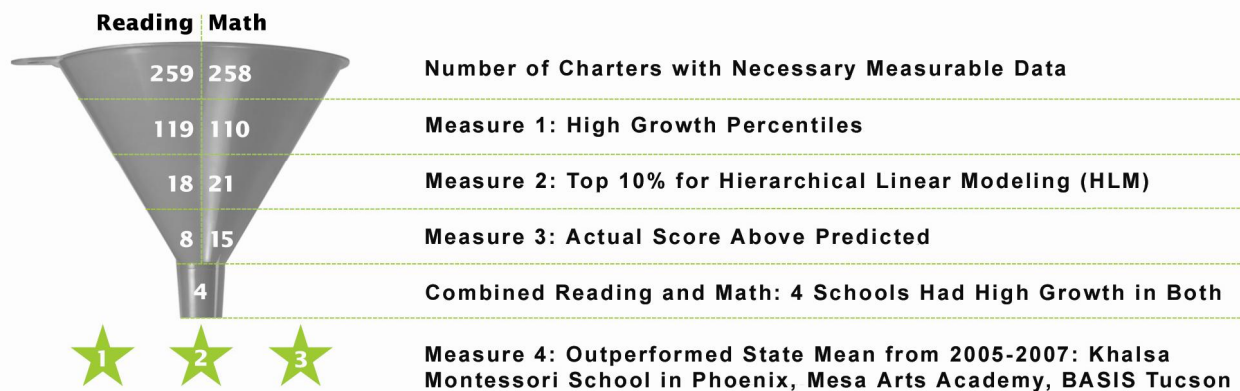 Reading Math
259 258 Number of Charters with Necessary Measurable Data
119 110 Measure 1: High Growth Percentiles
18 21 Measure 2: Top 10% for Hierarchical Linear Modeling (HLM)
8 15 Measure 3: Actual Score Above Predicted
4 Combined Reading and Math: 4 Schools Had High Growth in Both
1 2 3 Measure 4: Outperformed State Mean from 2005-2007: Khalsa
Montessori School in Phoenix, Mesa Arts Academy, BASIS Tucson